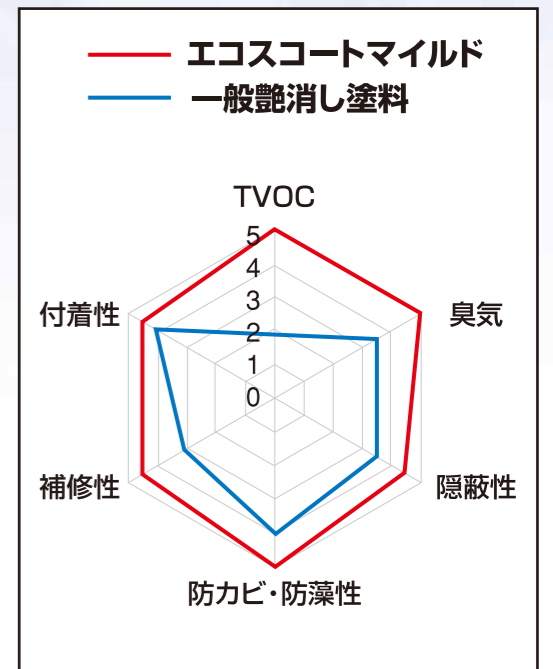 エコスコートマイルド
一般艶消し塗料
TVOC
5
4
3
2
1
0
付着性
臭気
補修性
隠蔽性
防カビ・防藻性